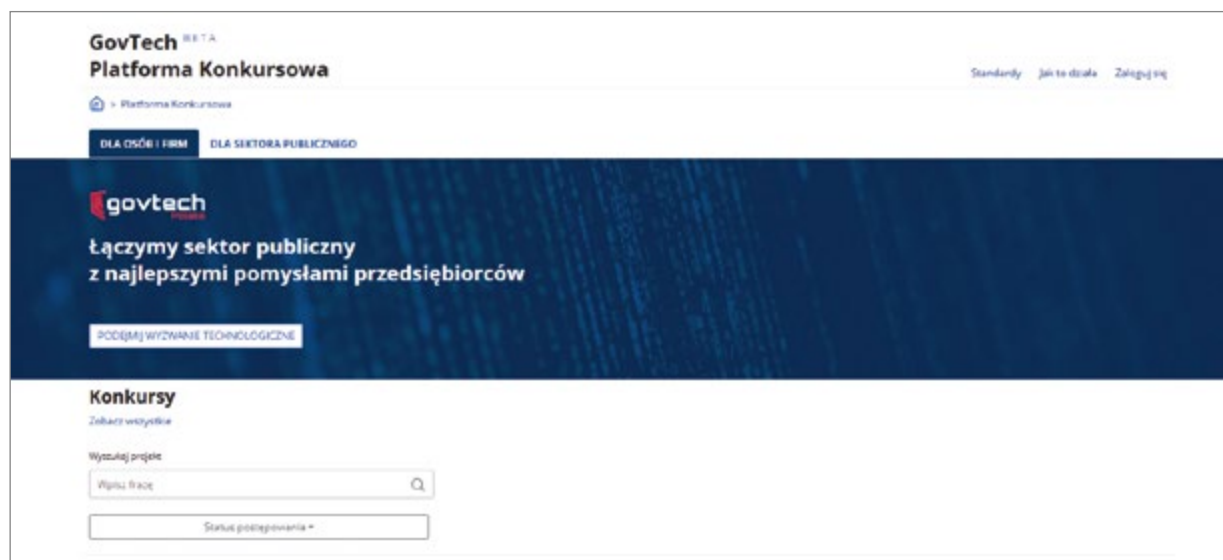 GovTech BETA
Platforma Konkursowa
Standardy Jak to działa Zaloguj się
> Platforma Konkursowa
DLA OSÓB I FIRM DLA SEKTORA PUBLICZNEGO
govtech
Łączymy sektor publiczny
z najlepszymi pomysłami przedsiębiorców
PODEJMIJ WYZWANIE TECHNOLOGICZNE
Konkursy
Zobacz wszystkie
Wyszukaj projekt
Wpisz frazę
Status postępowania